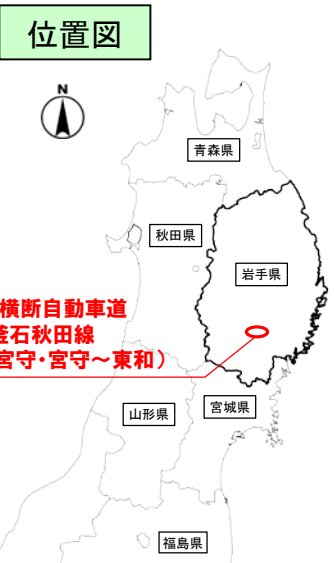 位置図
N
青森県
秋田県
岩手県
横断自動車道
釜石秋田線
宮守・宮守～東和）
山形県
宮城県
福島県